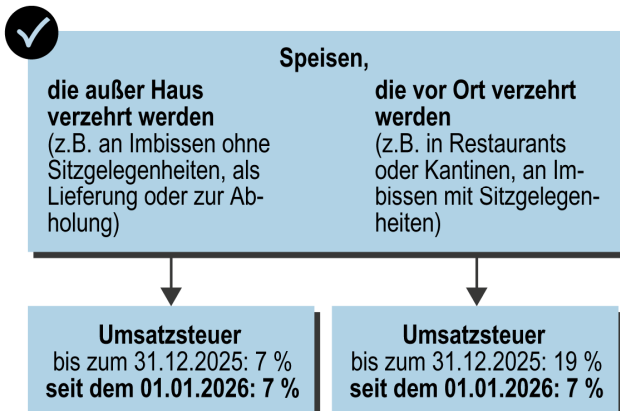 Speisen,
die außer Haus
verzehrt werden
(z.B. an Imbissen ohne
Sitzgelegenheiten, als
Lieferung oder zur Ab-
holung)
die vor Ort verzehrt
werden
(z.B. in Restaurants
oder Kantinen, an Im-
bissen mit Sitzgelegen-
heiten)
Umsatzsteuer
bis zum 31.12.2025: 7 %
seit dem 01.01.2026: 7 %
Umsatzsteuer
bis zum 31.12.2025: 19 %
seit dem 01.01.2026: 7 %